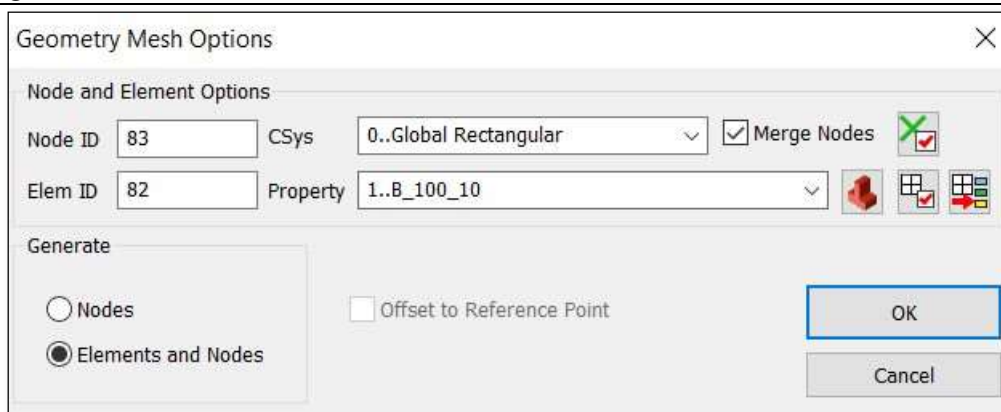 Geometry Mesh Options
Node and Element Options
Node ID 83 CSys 0..Global Rectangular Merge Nodes
Elem ID 82 Property 1..B_100_10
Generate
Nodes Offset to Reference Point OK
Elements and Nodes
Cancel